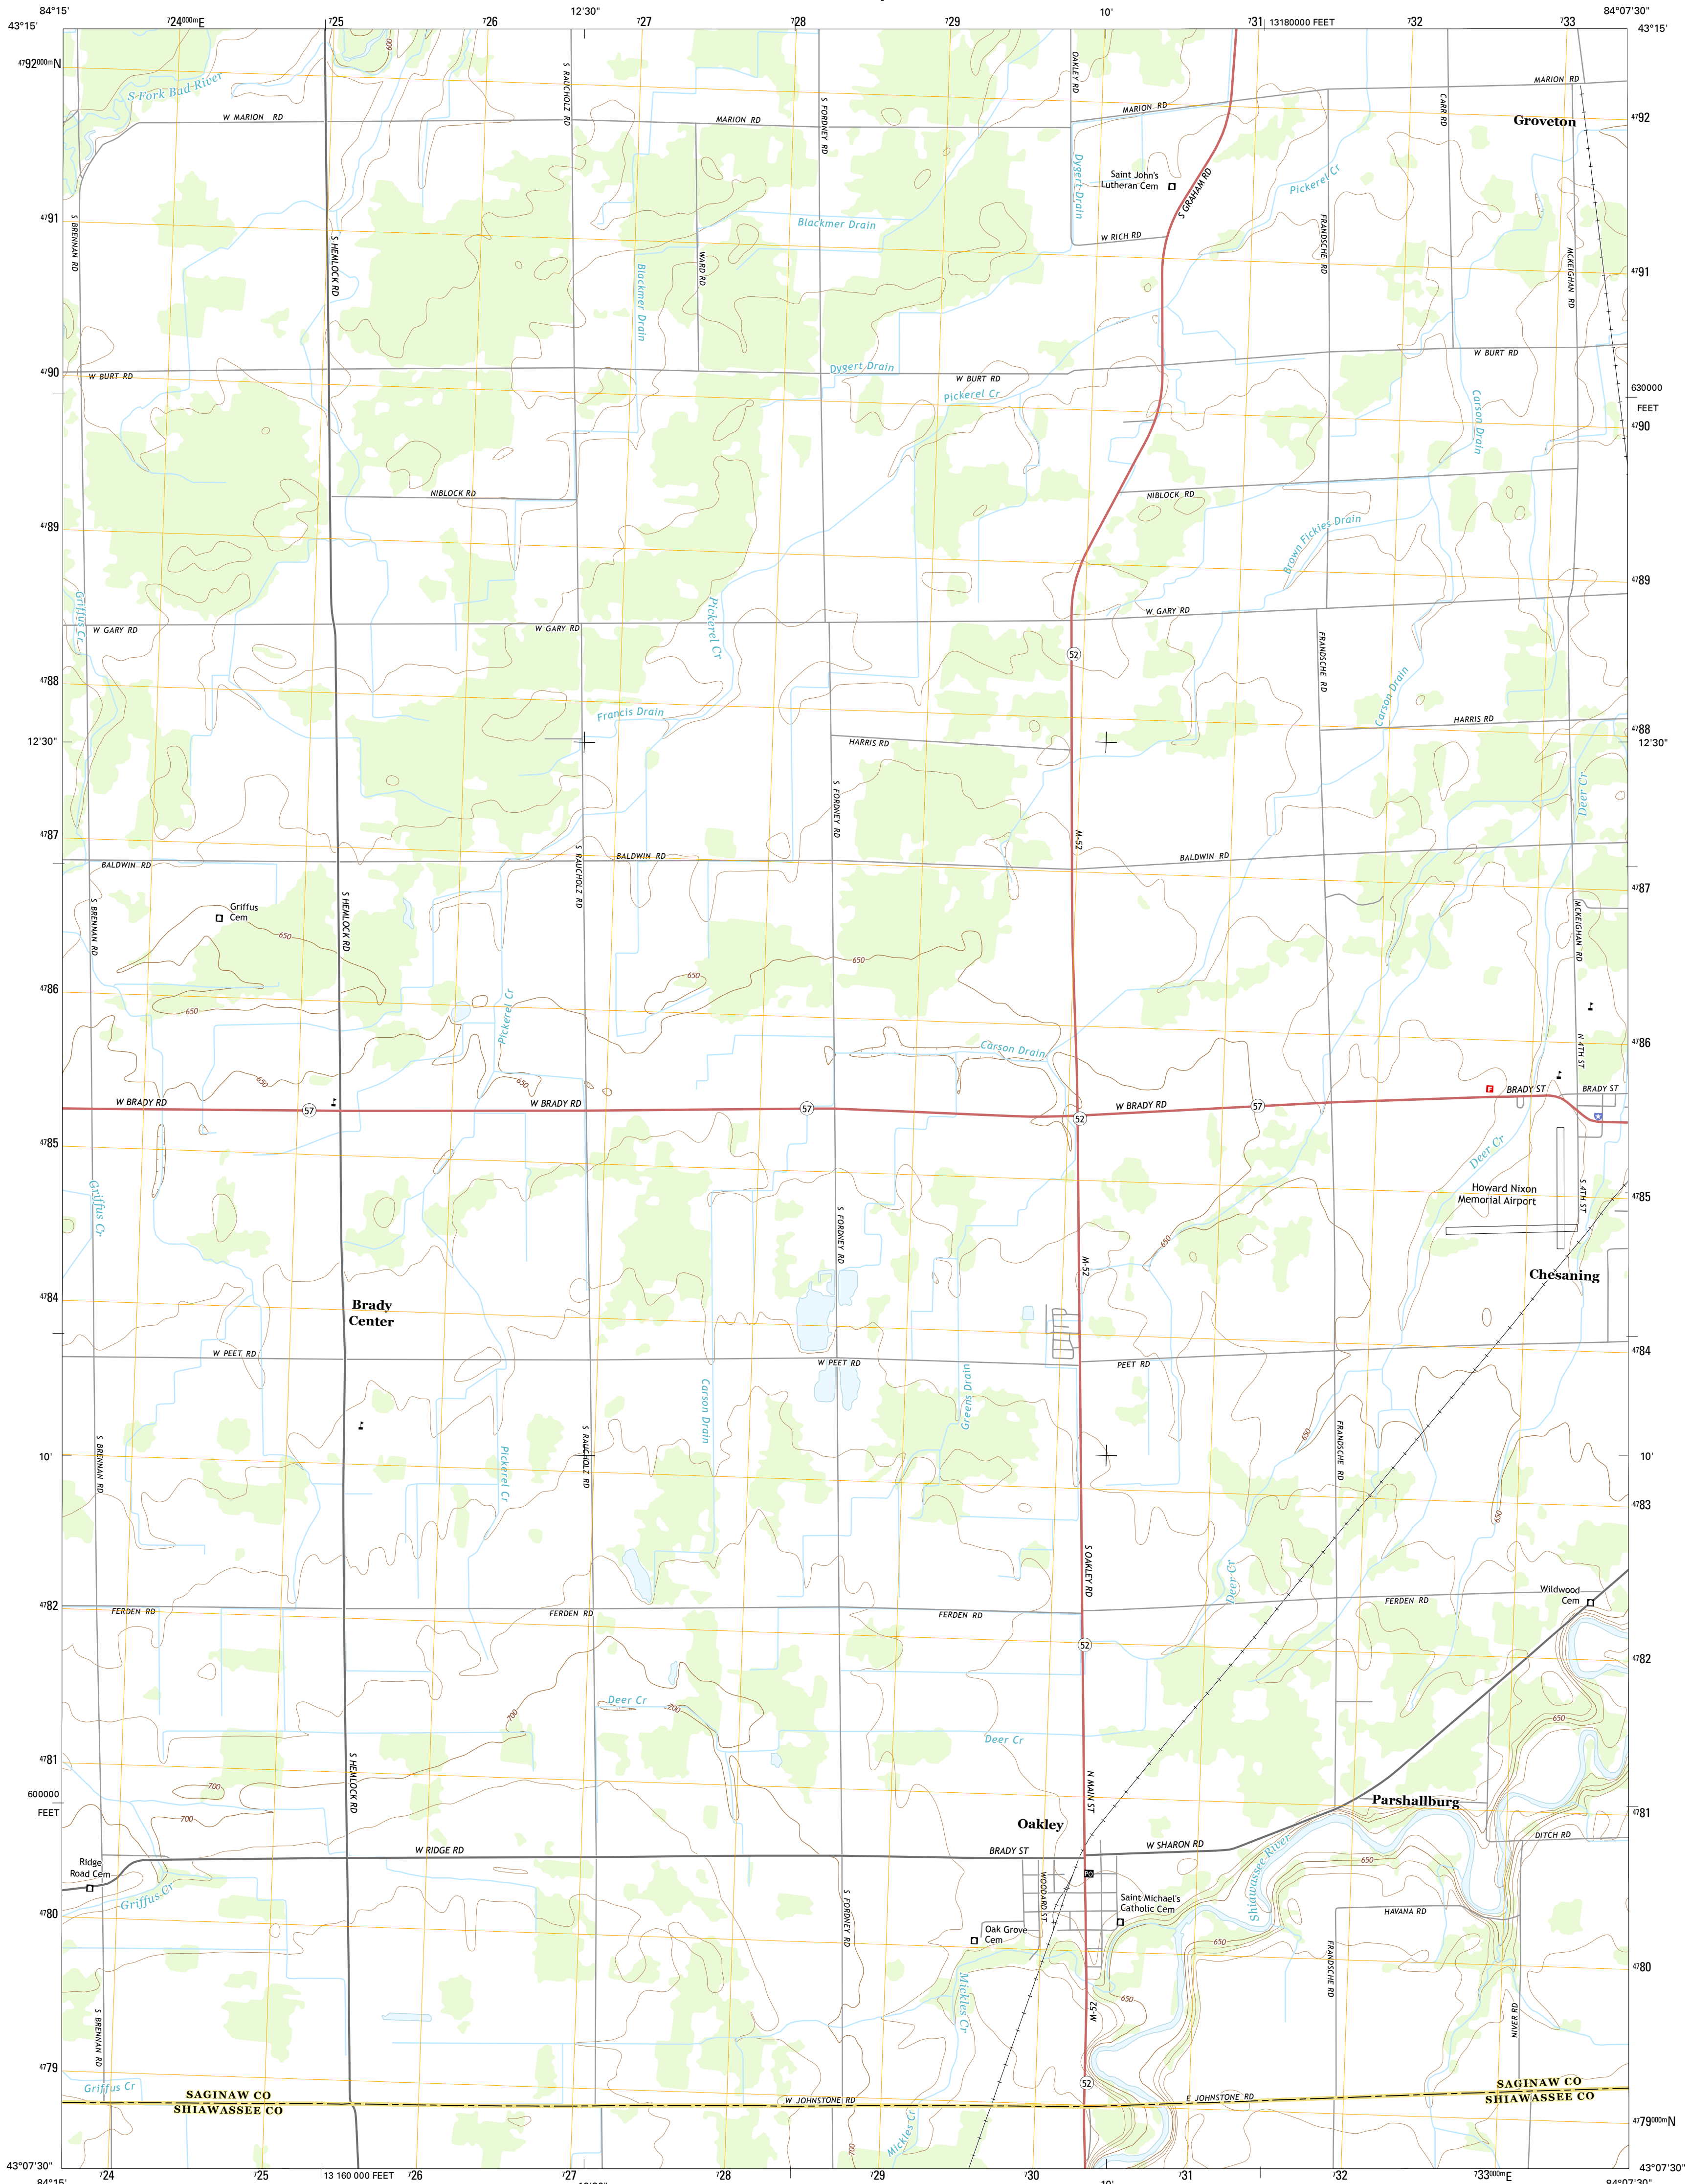 84°15' 724000mE 725 726 12'30" 727 728 729 10' 731 13180000 FEET 732 733 84°07'30"
43°15' 43°15'
4792000mN
600
S Fork Bad River
S RAUCHOLZ RD
S FORDNEY RD
OAKLEY RD
MARION RD
W MARION RD
MARION RD
MARION RD
CARR RD
Groveton
4792
Dygert Drain
Saint John's
Lutheran Cem
S GRAHAM RD
Pickerel Cr
4791
S BRENNAN RD
S HEMLOCK RD
Blackmer Drain
Blackmer Drain
WARD RD
W RICH RD
FRANDSCHE RD
MCKEIGHAN RD
4791
4790
W BURT RD
Dygert Drain
W BURT RD
W BURT RD
Pickerel Cr
Carson Drain
630000
FEET
4790
NIBLOCK RD
NIBLOCK RD
4789
Brown Fickies Drain
4789
Griffus Cr
W GARY RD
W GARY RD
Pickerel Cr
W GARY RD
52
FRANDSCHE RD
4788
Francis Drain
Carson Drain
HARRIS RD
4788
12'30"
HARRIS RD
12'30"
Deer Cr
4787
S FORDNEY RD
M-52
BALDWIN RD
BALDWIN RD
BALDWIN RD
S RAUCHOLZ RD
4787
Griffus
Cem
S BRENNAN RD
S HEMLOCK RD
MCKEIGHAN RD
650
650
650
4786
650
Pickerel Cr
Carson Drain
N 4TH ST
4786
650
650
W BRADY RD
57
W BRADY RD
57
52
W BRADY RD
57
F
BRADY ST
BRADY ST
4785
Deer Cr
Griffus Cr
Howard Nixon
Memorial Airport
S 4TH ST
4785
S FORDNEY RD
650
M-52
Chesaning
4784
Brady
Center
W PEET RD
W PEET RD
PEET RD
4784
Carson Drain
Greens Drain
10'
S BRENNAN RD
Pickerel Cr
S RAUCHOLZ RD
FRANDSCHE RD
650
10'
650
4783
S OAKLEY RD
Deer Cr
Wildwood
Cem
4782
FERDEN RD
FERDEN RD
FERDEN RD
FERDEN RD
52
4782
Deer Cr
700
700
650
Deer Cr
4781
S HEMLOCK RD
N MAIN ST
700
600000
FEET
700
Parshallburg
4781
Oakley
W RIDGE RD
BRADY ST
W SHARON RD
DITCH RD
Ridge
Road Cem
Griffus Cr
WOODARD ST
PO
Shiawassee River
650
Saint Michael's
Catholic Cem
HAVANA RD
4780
S FORDNEY RD
Oak Grove
Cem
650
FRANDSCHE RD
4780
Mickles Cr
650
M-52
NIVER RD
S BRENNAN RD
4779
52
Griffus Cr
SAGINAW CO
SHIAWASSEE CO
W JOHNSTONE RD
E JOHNSTONE RD
SAGINAW CO
SHIAWASSEE CO
700
Mickles Cr
4779000mN
43°07'30" 43°07'30"
724 725 13 160 000 FEET 726 727 728 729 730 731 732 733000mE